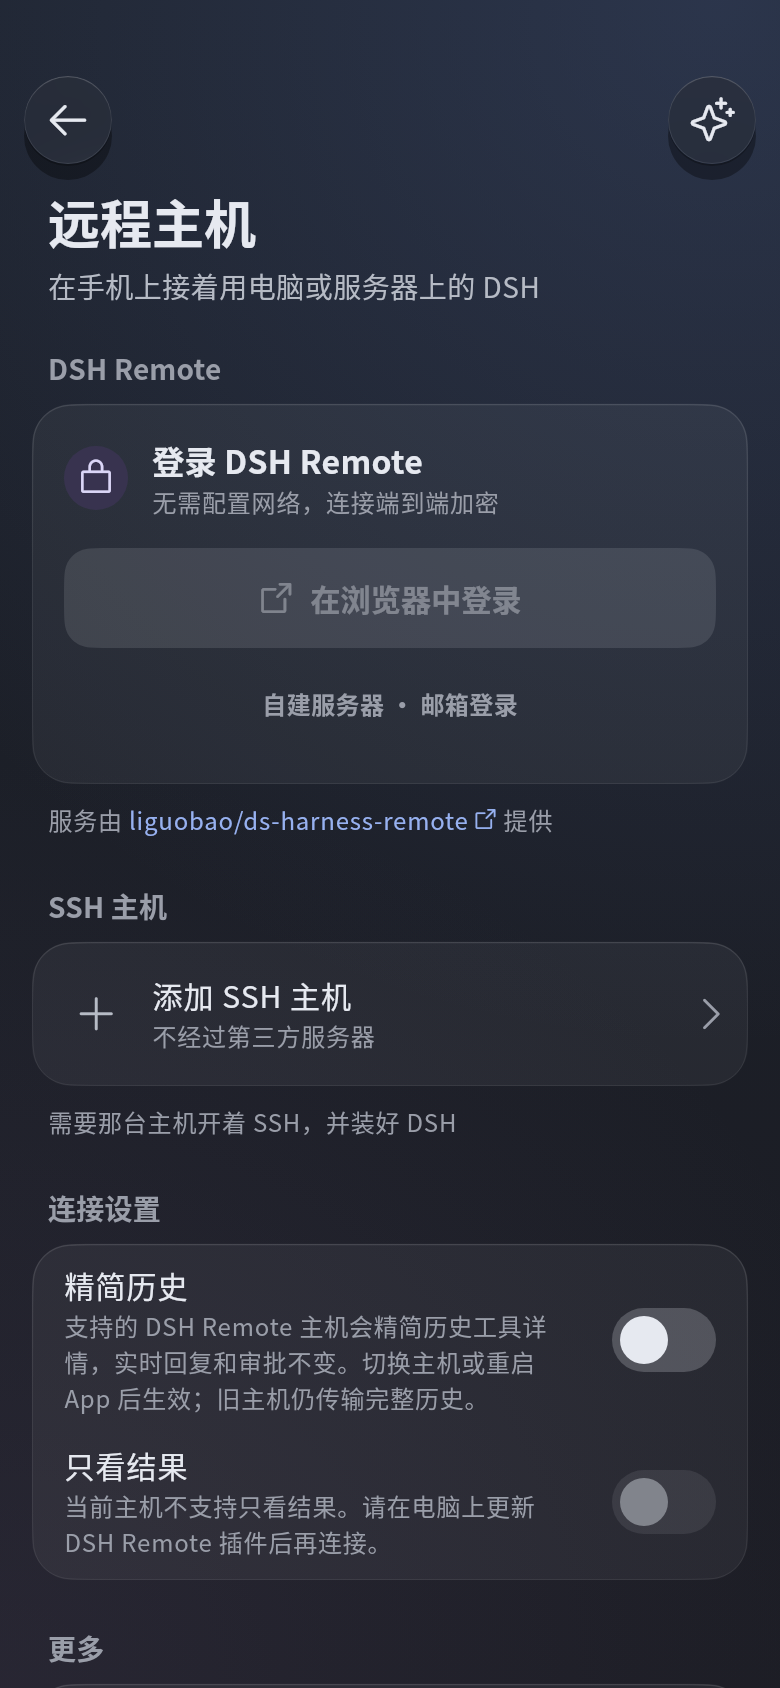 远程主机
在手机上接着用电脑或服务器上的 DSH
DSH Remote
登录 DSH Remote
无需配置网络，连接端到端加密
在浏览器中登录
自建服务器 · 邮箱登录
服务由 liguobao/ds-harness-remote 提供
SSH 主机
添加 SSH 主机
不经过第三方服务器
需要那台主机开着 SSH，并装好 DSH
连接设置
精简历史
支持的 DSH Remote 主机会精简历史工具详
情，实时回复和审批不变。切换主机或重启
App 后生效；旧主机仍传输完整历史。
只看结果
当前主机不支持只看结果。请在电脑上更新
DSH Remote 插件后再连接。
更多